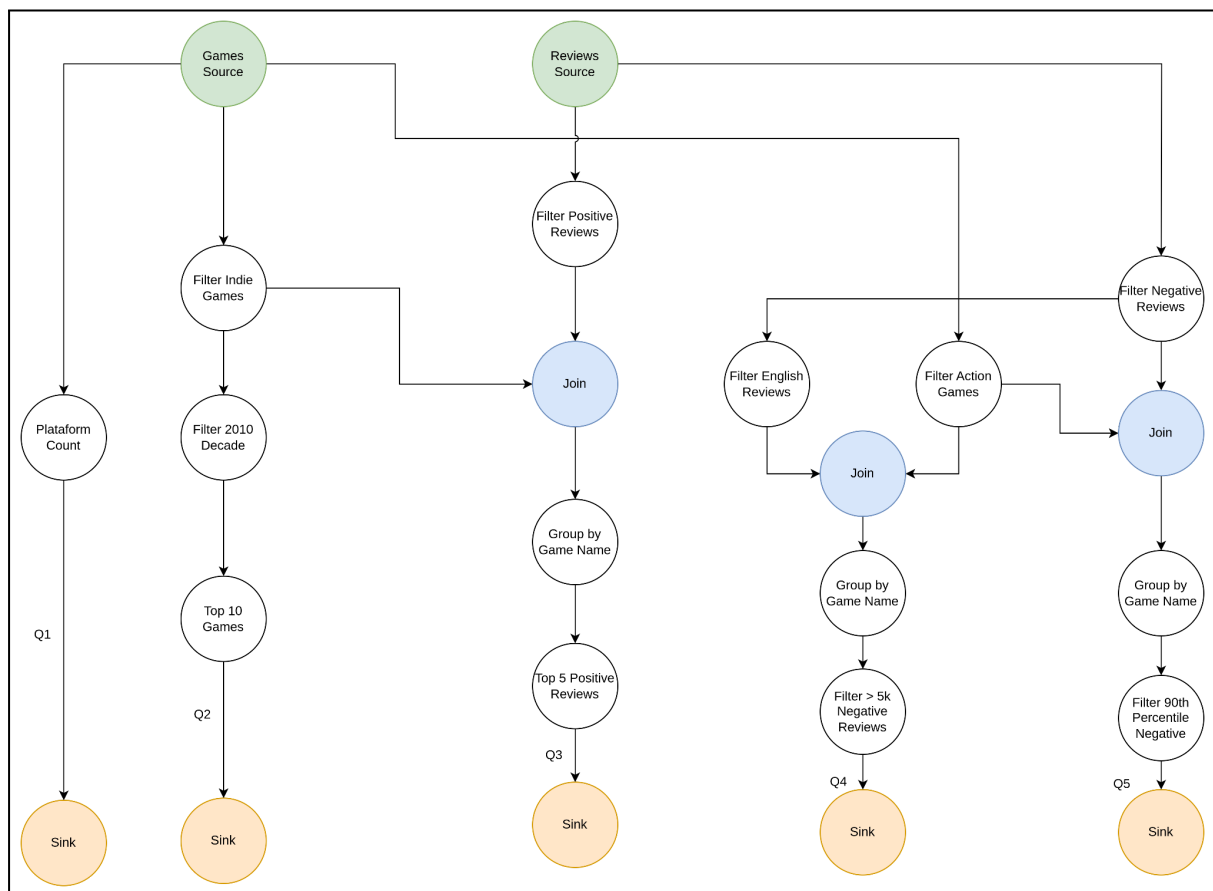 Games
Source
Reviews
Source
Filter Positive
Reviews
Filter Indie
Games
Filter Negative
Reviews
Join
Filter English
Reviews
Filter Action
Games
Plataform
Count
Filter 2010
Decade
Join
Join
Group by
Game Name
Group by
Game Name
Group by
Game Name
Top 10
Games
Q1
Top 5 Positive
Reviews
Filter > 5k
Negative
Reviews
Filter 90th
Percentile
Negative
Q2
Q3
Q4
Q5
Sink
Sink
Sink
Sink
Sink